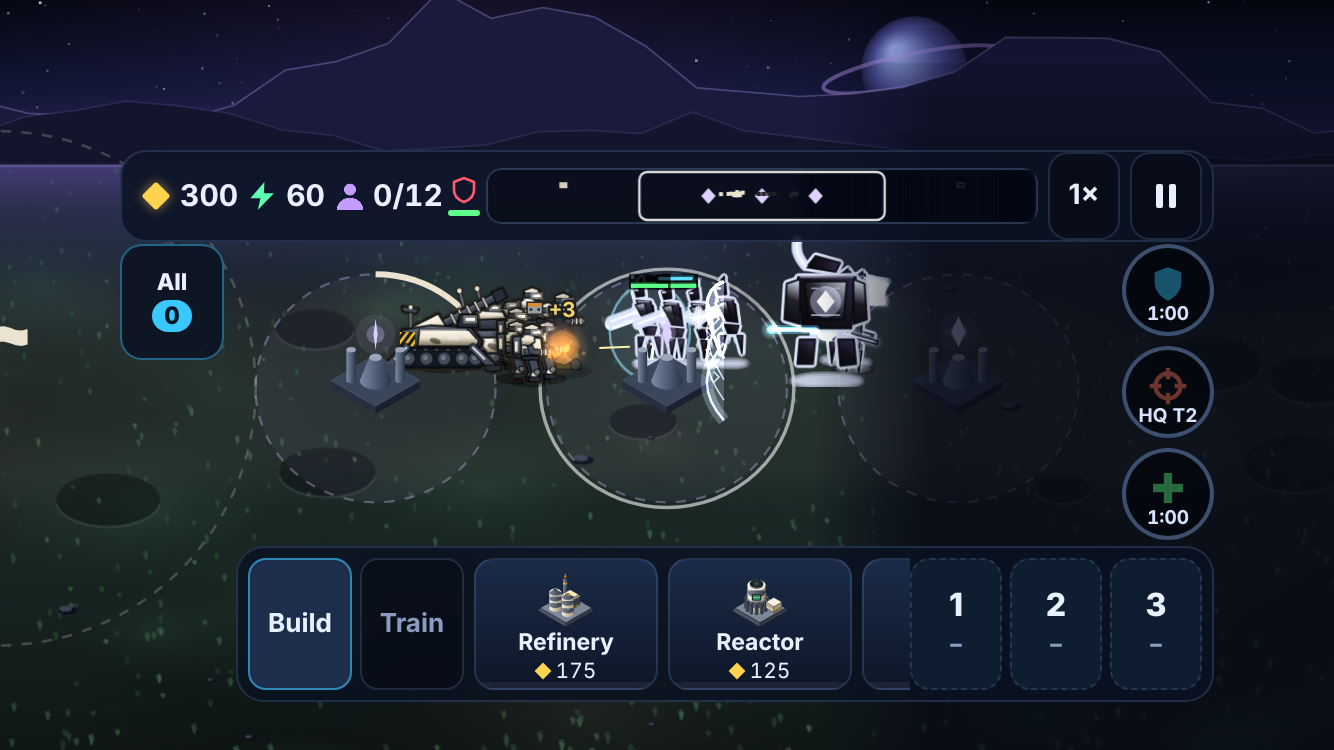 300 60 0/12 1×
All
0
+3
1:00
HQ T2
1:00
Build Train
Refinery
175
Reactor
125
1
–
2
–
3
–